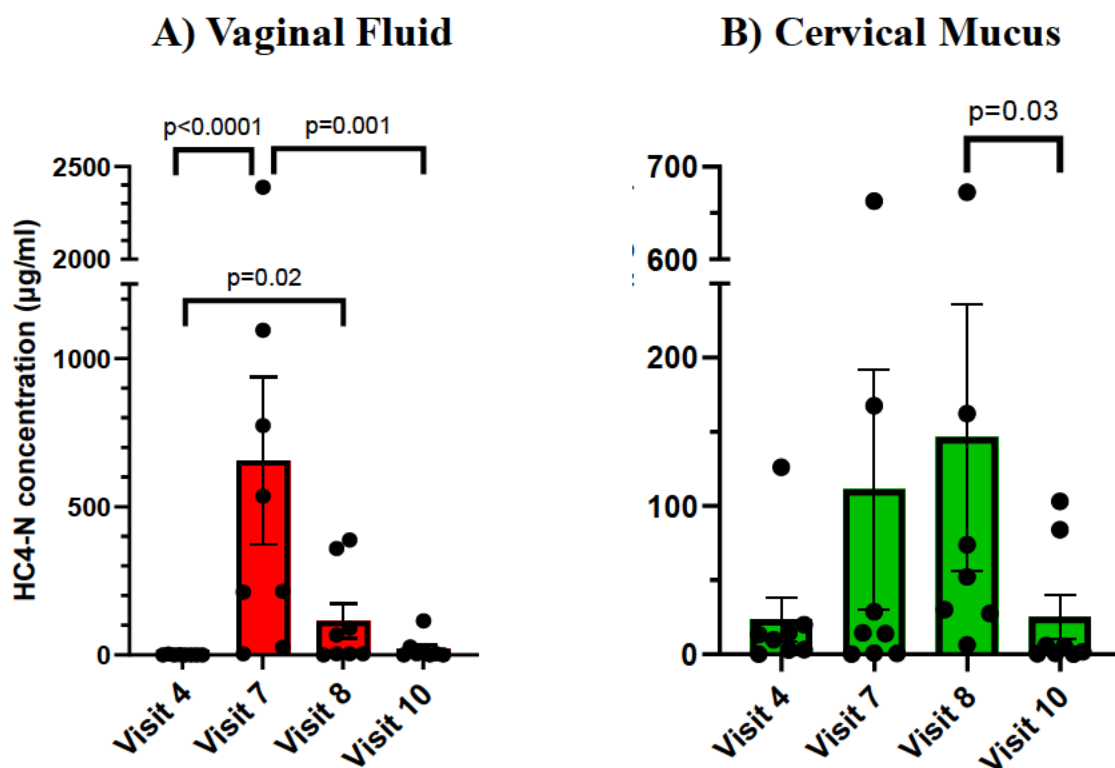 A) Vaginal Fluid
B) Cervical Mucus
p<0.0001
p=0.001
p=0.02
HC4-N concentration (µg/ml)
2500
2000
1000
500
0
Visit 4
Visit 7
Visit 8
Visit 10
p=0.03
700
600
200
100
0
Visit 4
Visit 7
Visit 8
Visit 10